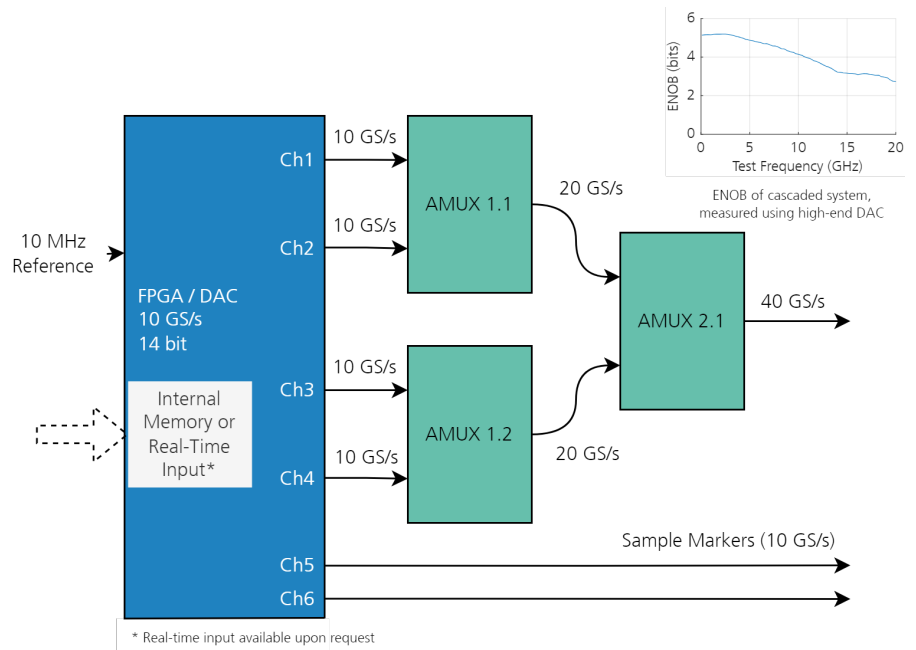 6
4
2
0
ENOB (bits)
0
5
10
15
20
Test Frequency (GHz)
ENOB of cascaded system,
measured using high-end DAC
10 MHz
Reference
FPGA / DAC
10 GS/s
14 bit
Internal
Memory or
Real-Time
Input*
Ch1
Ch2
Ch3
Ch4
Ch5
Ch6
10 GS/s
10 GS/s
10 GS/s
10 GS/s
AMUX 1.1
AMUX 1.2
20 GS/s
20 GS/s
AMUX 2.1
40 GS/s
Sample Markers (10 GS/s)
* Real-time input available upon request